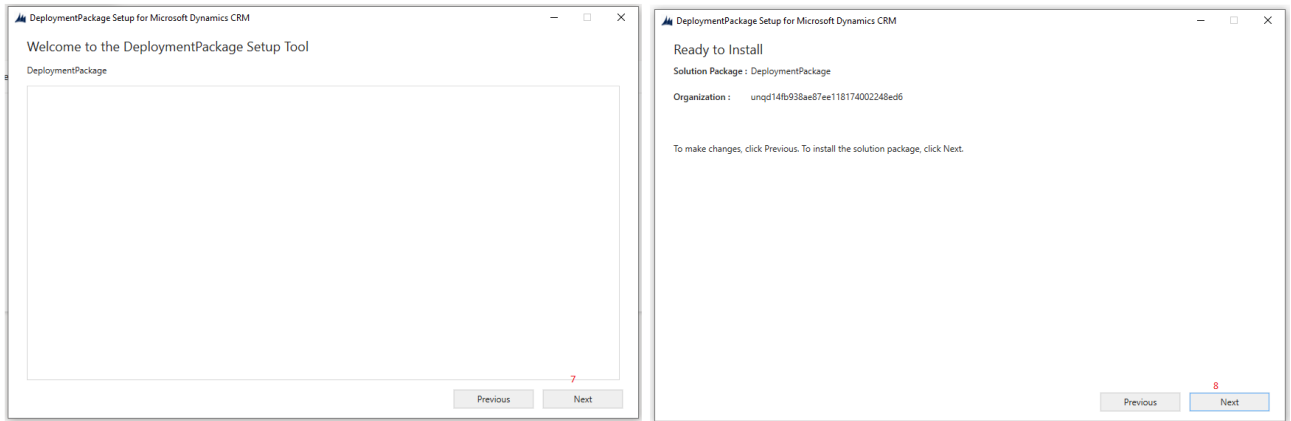 DeploymentPackage Setup for Microsoft Dynamics CRM
Welcome to the DeploymentPackage Setup Tool
DeploymentPackage
7
Previous Next
DeploymentPackage Setup for Microsoft Dynamics CRM
Ready to Install
Solution Package : DeploymentPackage
Organization : unqd14fb938ae87ee118174002248ed6
To make changes, click Previous. To install the solution package, click Next.
8
Previous Next